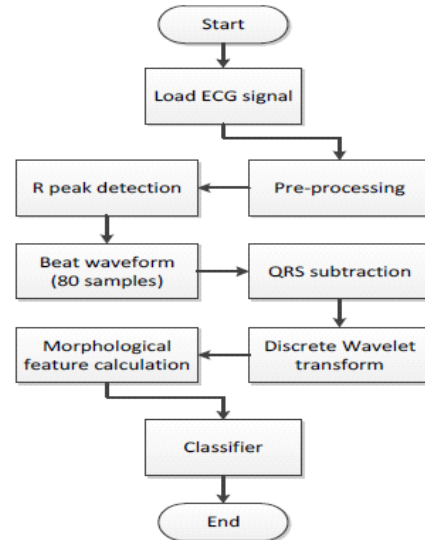 Start
Load ECG signal
Pre-processing
R peak detection
Beat waveform
(80 samples)
QRS subtraction
Discrete Wavelet
transform
Morphological
feature calculation
Classifier
End